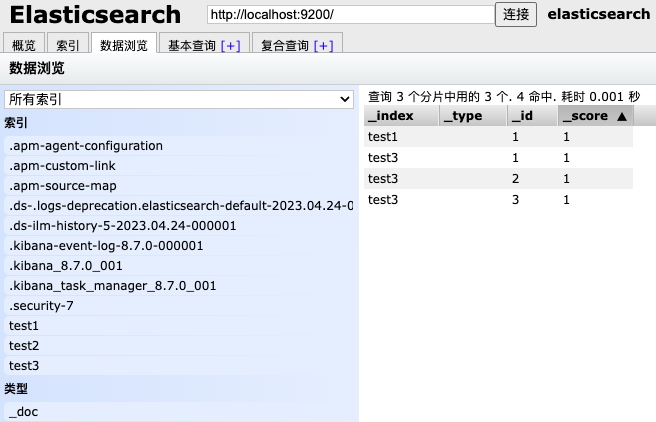 Elasticsearch http://localhost:9200/ 连接 elasticsearch
概览 索引 数据浏览 基本查询 [+] 复合查询 [+]
数据浏览
所有索引
索引
.apm-agent-configuration
.apm-custom-link
.apm-source-map
.ds-.logs-deprecation.elasticsearch-default-2023.04.24-0
.ds-ilm-history-5-2023.04.24-000001
.kibana-event-log-8.7.0-000001
.kibana_8.7.0_001
.kibana_task_manager_8.7.0_001
.security-7
test1
test2
test3
类型
_doc
查询 3 个分片中用的 3 个. 4 命中. 耗时 0.001 秒
_index _type _id _score ▲
test1 1 1
test3 1 1
test3 2 1
test3 3 1